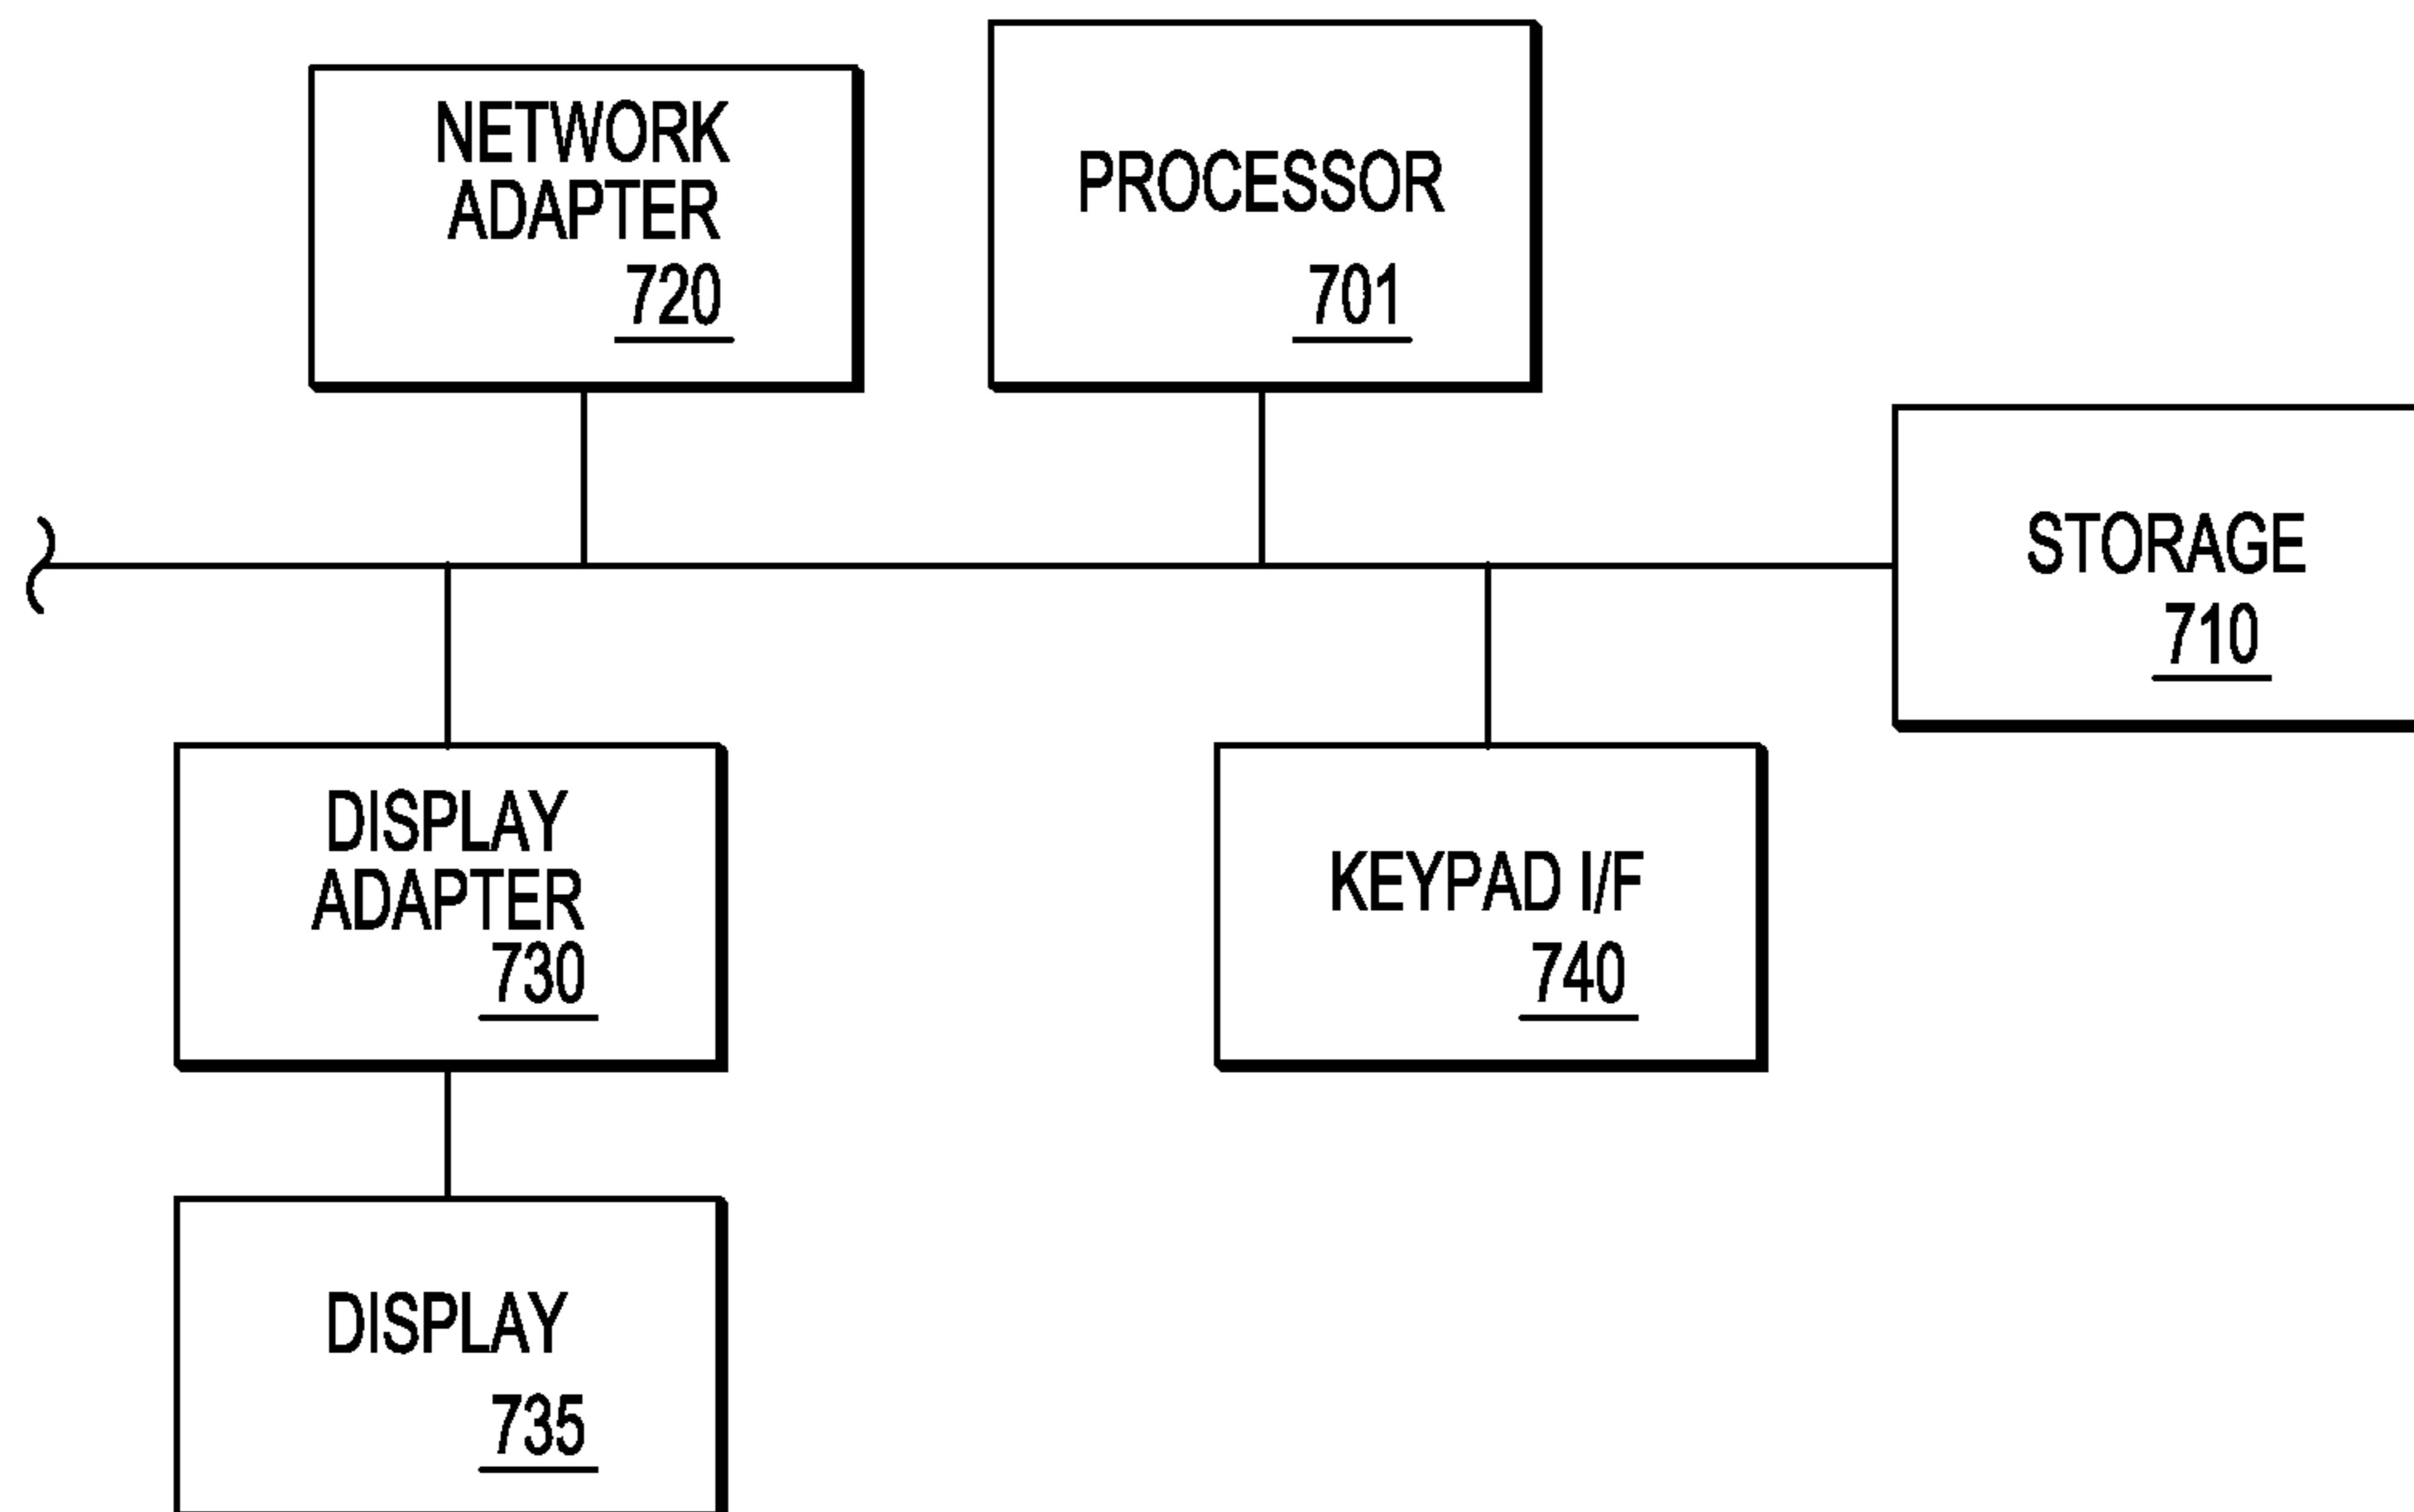 NETWORK
ADAPTER
720
PROCESSOR
701
STORAGE
710
DISPLAY
ADAPTER
730
KEYPAD I/F
740
DISPLAY
735